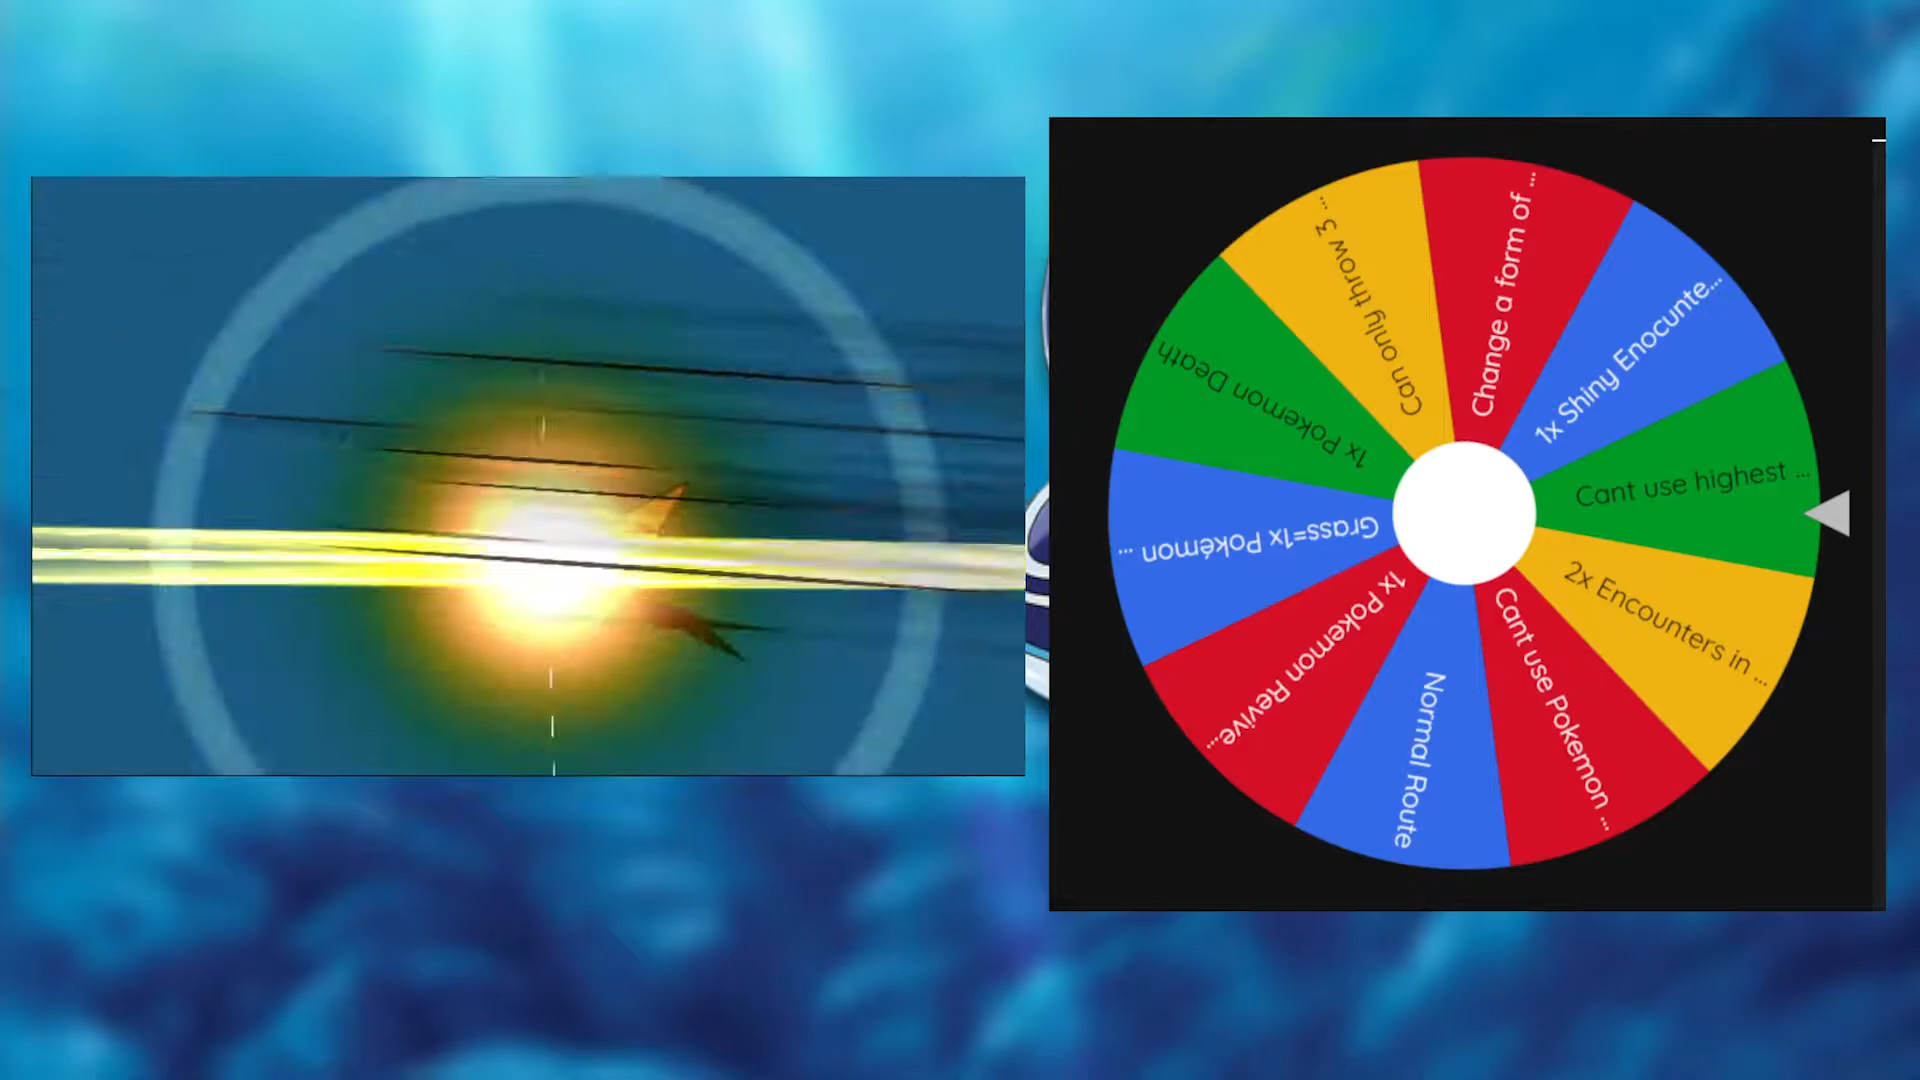 Change a form of ...
1x Shiny Enocunte...
Cant use highest ...
2x Encounters in ...
Cant use Pokemon ...
Normal Route
1x Pokemon Revive...
Grass=1x Pokémon ...
1x Pokemon Death
Can only throw 3 ...